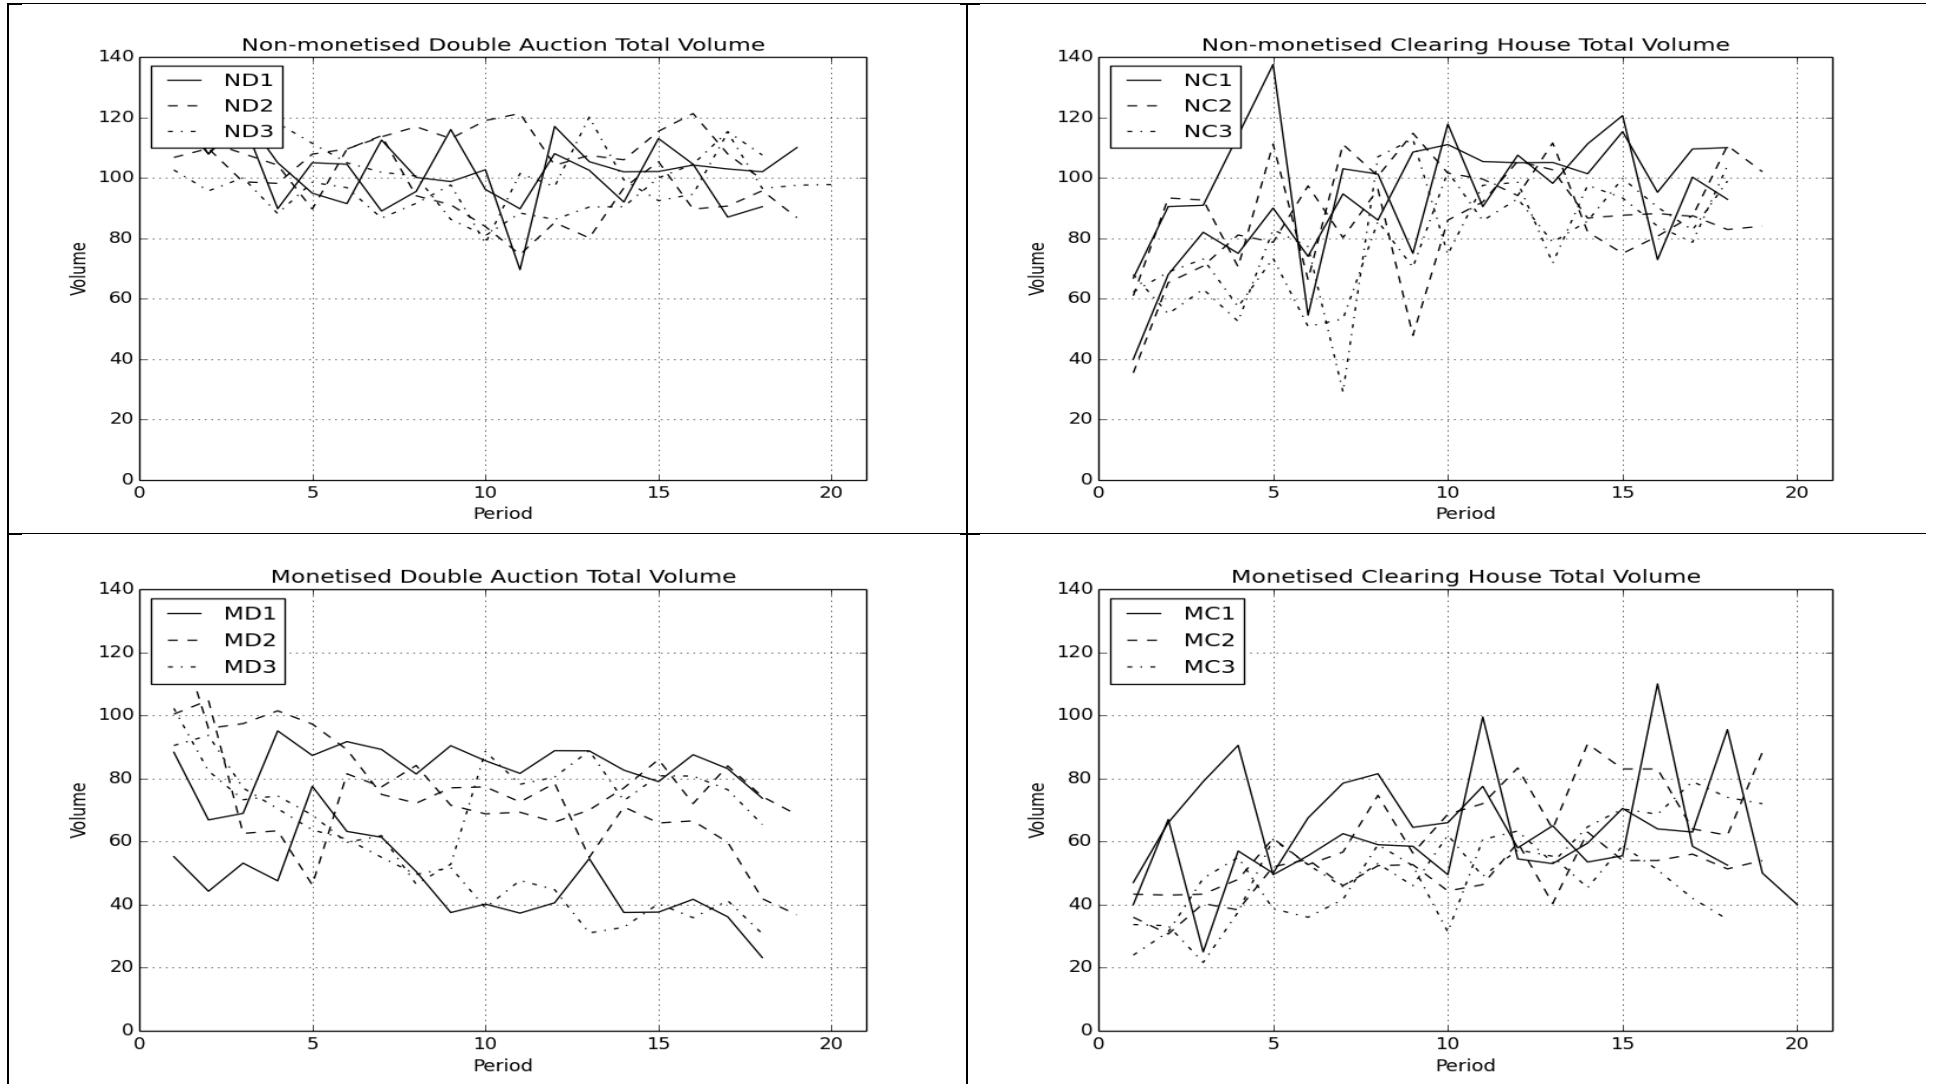 Non-monetised Double Auction Total Volume
140
120
100
80
60
40
20
0
Volume
ND1
ND2
ND3
0 5 10 15 20
Period
Non-monetised Clearing House Total Volume
140
120
100
80
60
40
20
0
Volume
NC1
NC2
NC3
0 5 10 15 20
Period
Monetised Double Auction Total Volume
140
120
100
80
60
40
20
0
Volume
MD1
MD2
MD3
0 5 10 15 20
Period
Monetised Clearing House Total Volume
140
120
100
80
60
40
20
0
Volume
MC1
MC2
MC3
0 5 10 15 20
Period